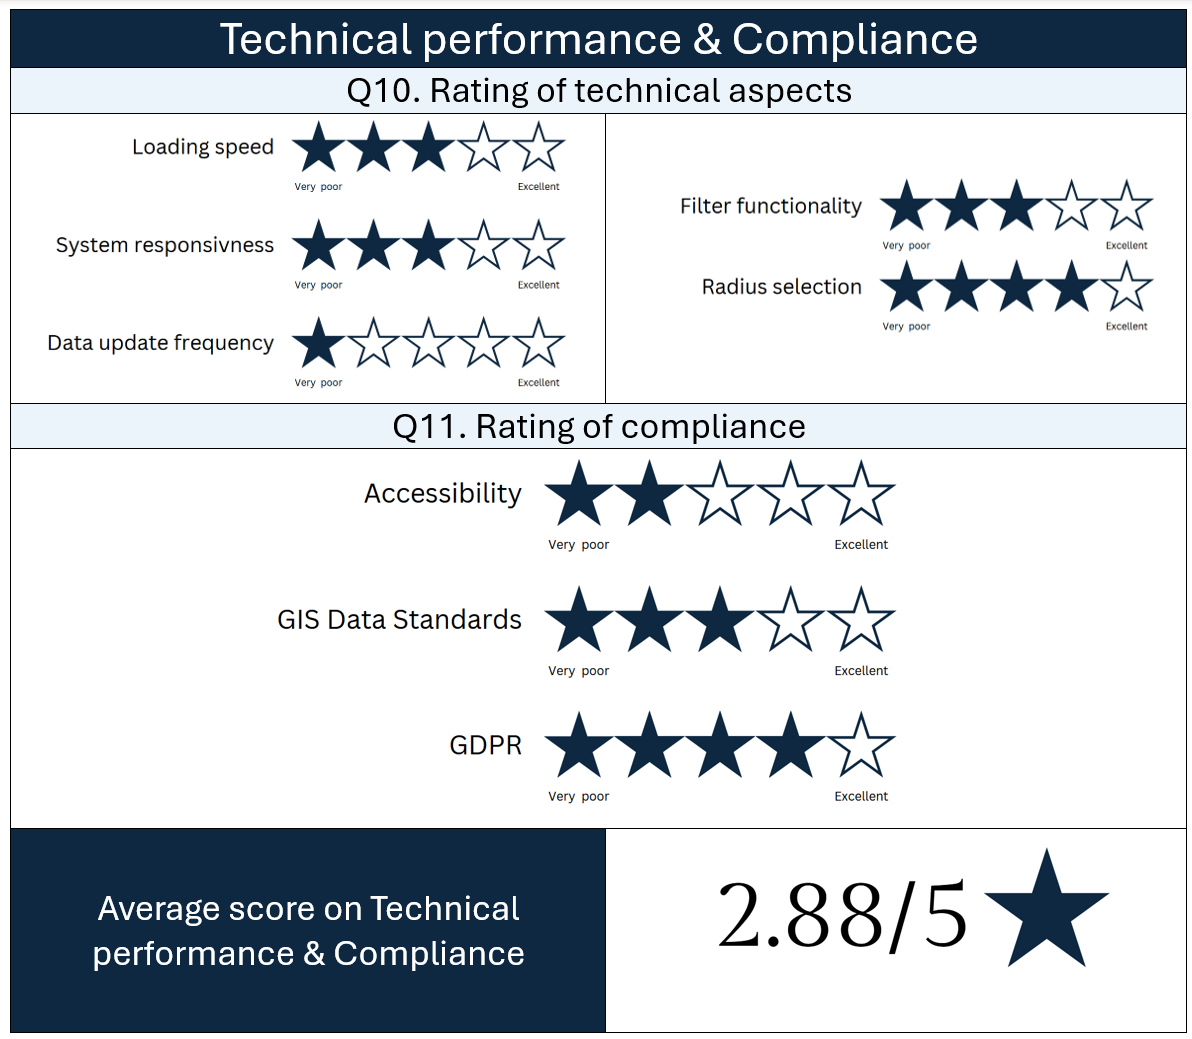 Technical performance & Compliance
Q10. Rating of technical aspects
Loading speed
Very poor Excellent
System responsivness
Very poor Excellent
Data update frequency
Very poor Excellent
Filter functionality
Very poor Excellent
Radius selection
Very poor Excellent
Q11. Rating of compliance
Accessibility
Very poor Excellent
GIS Data Standards
Very poor Excellent
GDPR
Very poor Excellent
Average score on Technical
performance & Compliance
2.88/5